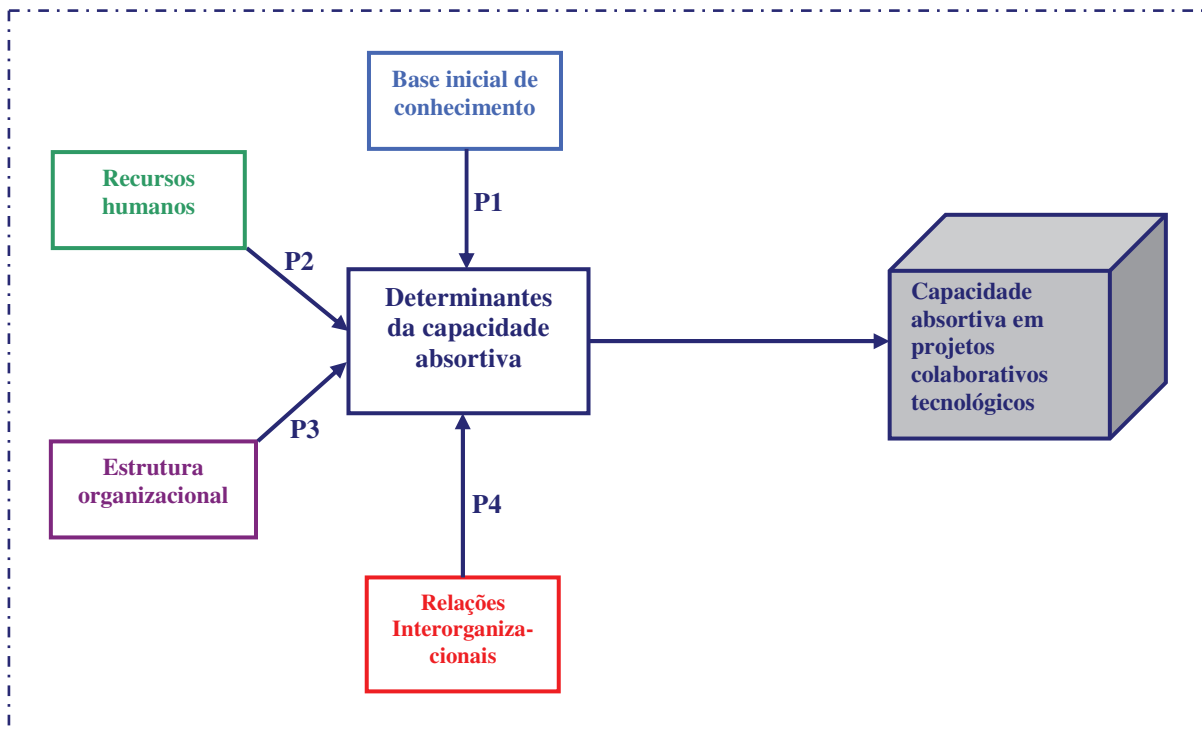 Base inicial de
conhecimento
Recursos
humanos
P1
P2
Determinantes
da capacidade
absortiva
Capacidade
absortiva em
projetos
colaborativos
tecnológicos
P3
Estrutura
organizacional
P4
Relações
Interorganiza-
cionais